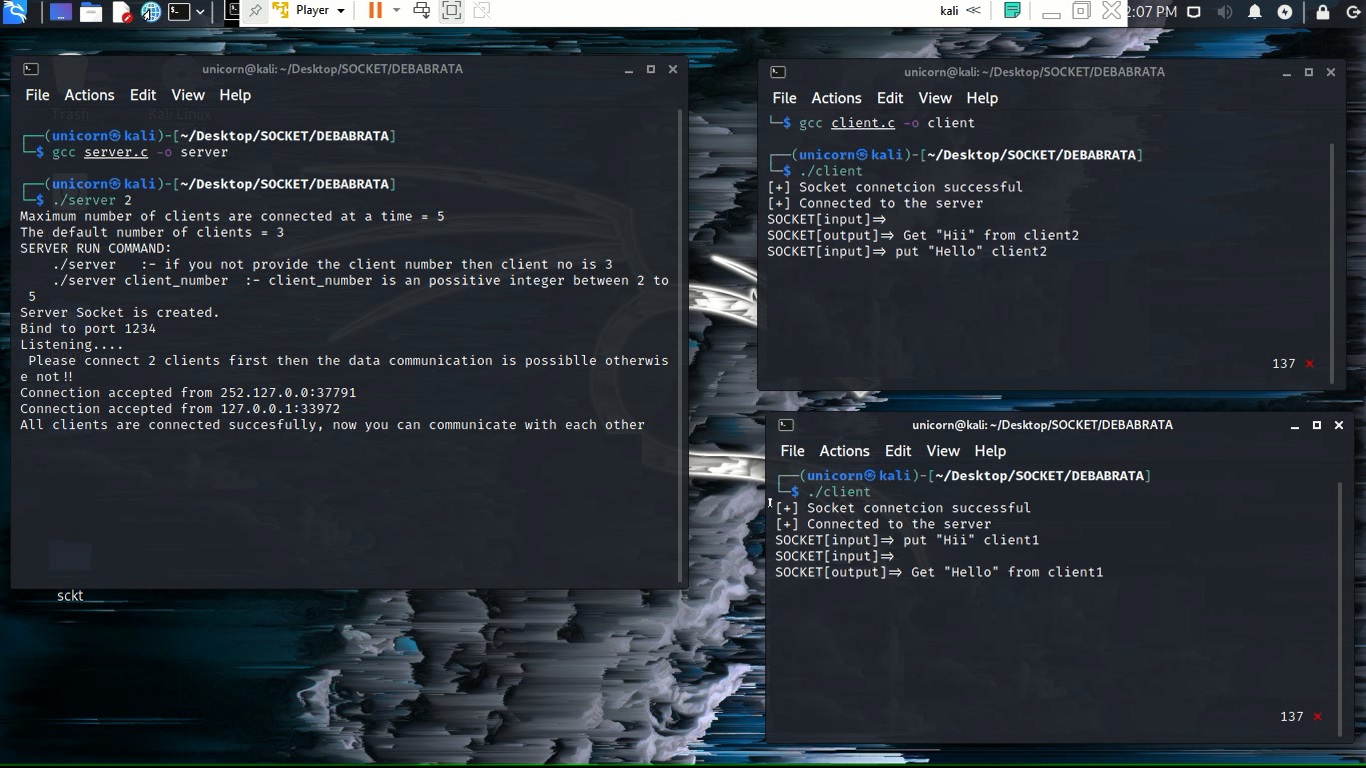 Player
kali
2:07 PM
unicorn@kali: ~/Desktop/SOCKET/DEBABRATA
File Actions Edit View Help
Trash
Kali Linux
┌──(unicorn㉿kali)-[~/Desktop/SOCKET/DEBABRATA]
└─$ gcc server.c -o server
┌──(unicorn㉿kali)-[~/Desktop/SOCKET/DEBABRATA]
└─$ ./server 2
Maximum number of clients are connected at a time = 5
The default number of clients = 3
SERVER RUN COMMAND:
./server :- if you not provide the client number then client no is 3
./server client_number :- client_number is an possitive integer between 2 to
5
Server Socket is created.
Bind to port 1234
Listening....
Please connect 2 clients first then the data communication is possiblle otherwis
e not!!
Connection accepted from 252.127.0.0:37791
Connection accepted from 127.0.0.1:33972
All clients are connected succesfully, now you can communicate with each other
sckt
unicorn@kali: ~/Desktop/SOCKET/DEBABRATA
File Actions Edit View Help
└─$ gcc client.c -o client
┌──(unicorn㉿kali)-[~/Desktop/SOCKET/DEBABRATA]
└─$ ./client
[+] Socket connetcion successful
[+] Connected to the server
SOCKET[input]=>
SOCKET[output]=> Get "Hii" from client2
SOCKET[input]=> put "Hello" client2
137 ⨯
unicorn@kali: ~/Desktop/SOCKET/DEBABRATA
File Actions Edit View Help
┌──(unicorn㉿kali)-[~/Desktop/SOCKET/DEBABRATA]
└─$ ./client
[+] Socket connetcion successful
[+] Connected to the server
SOCKET[input]=> put "Hii" client1
SOCKET[input]=>
SOCKET[output]=> Get "Hello" from client1
137 ⨯